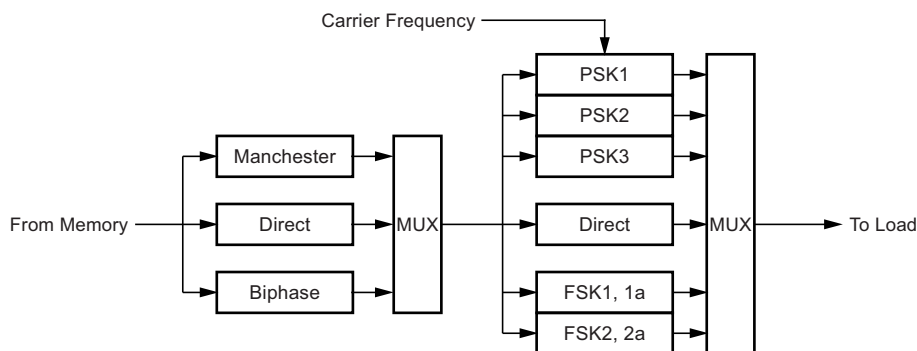 Carrier Frequency
PSK1
PSK2
PSK3
Manchester
From Memory
Direct
MUX
Direct
MUX
To Load
Biphase
FSK1, 1a
FSK2, 2a